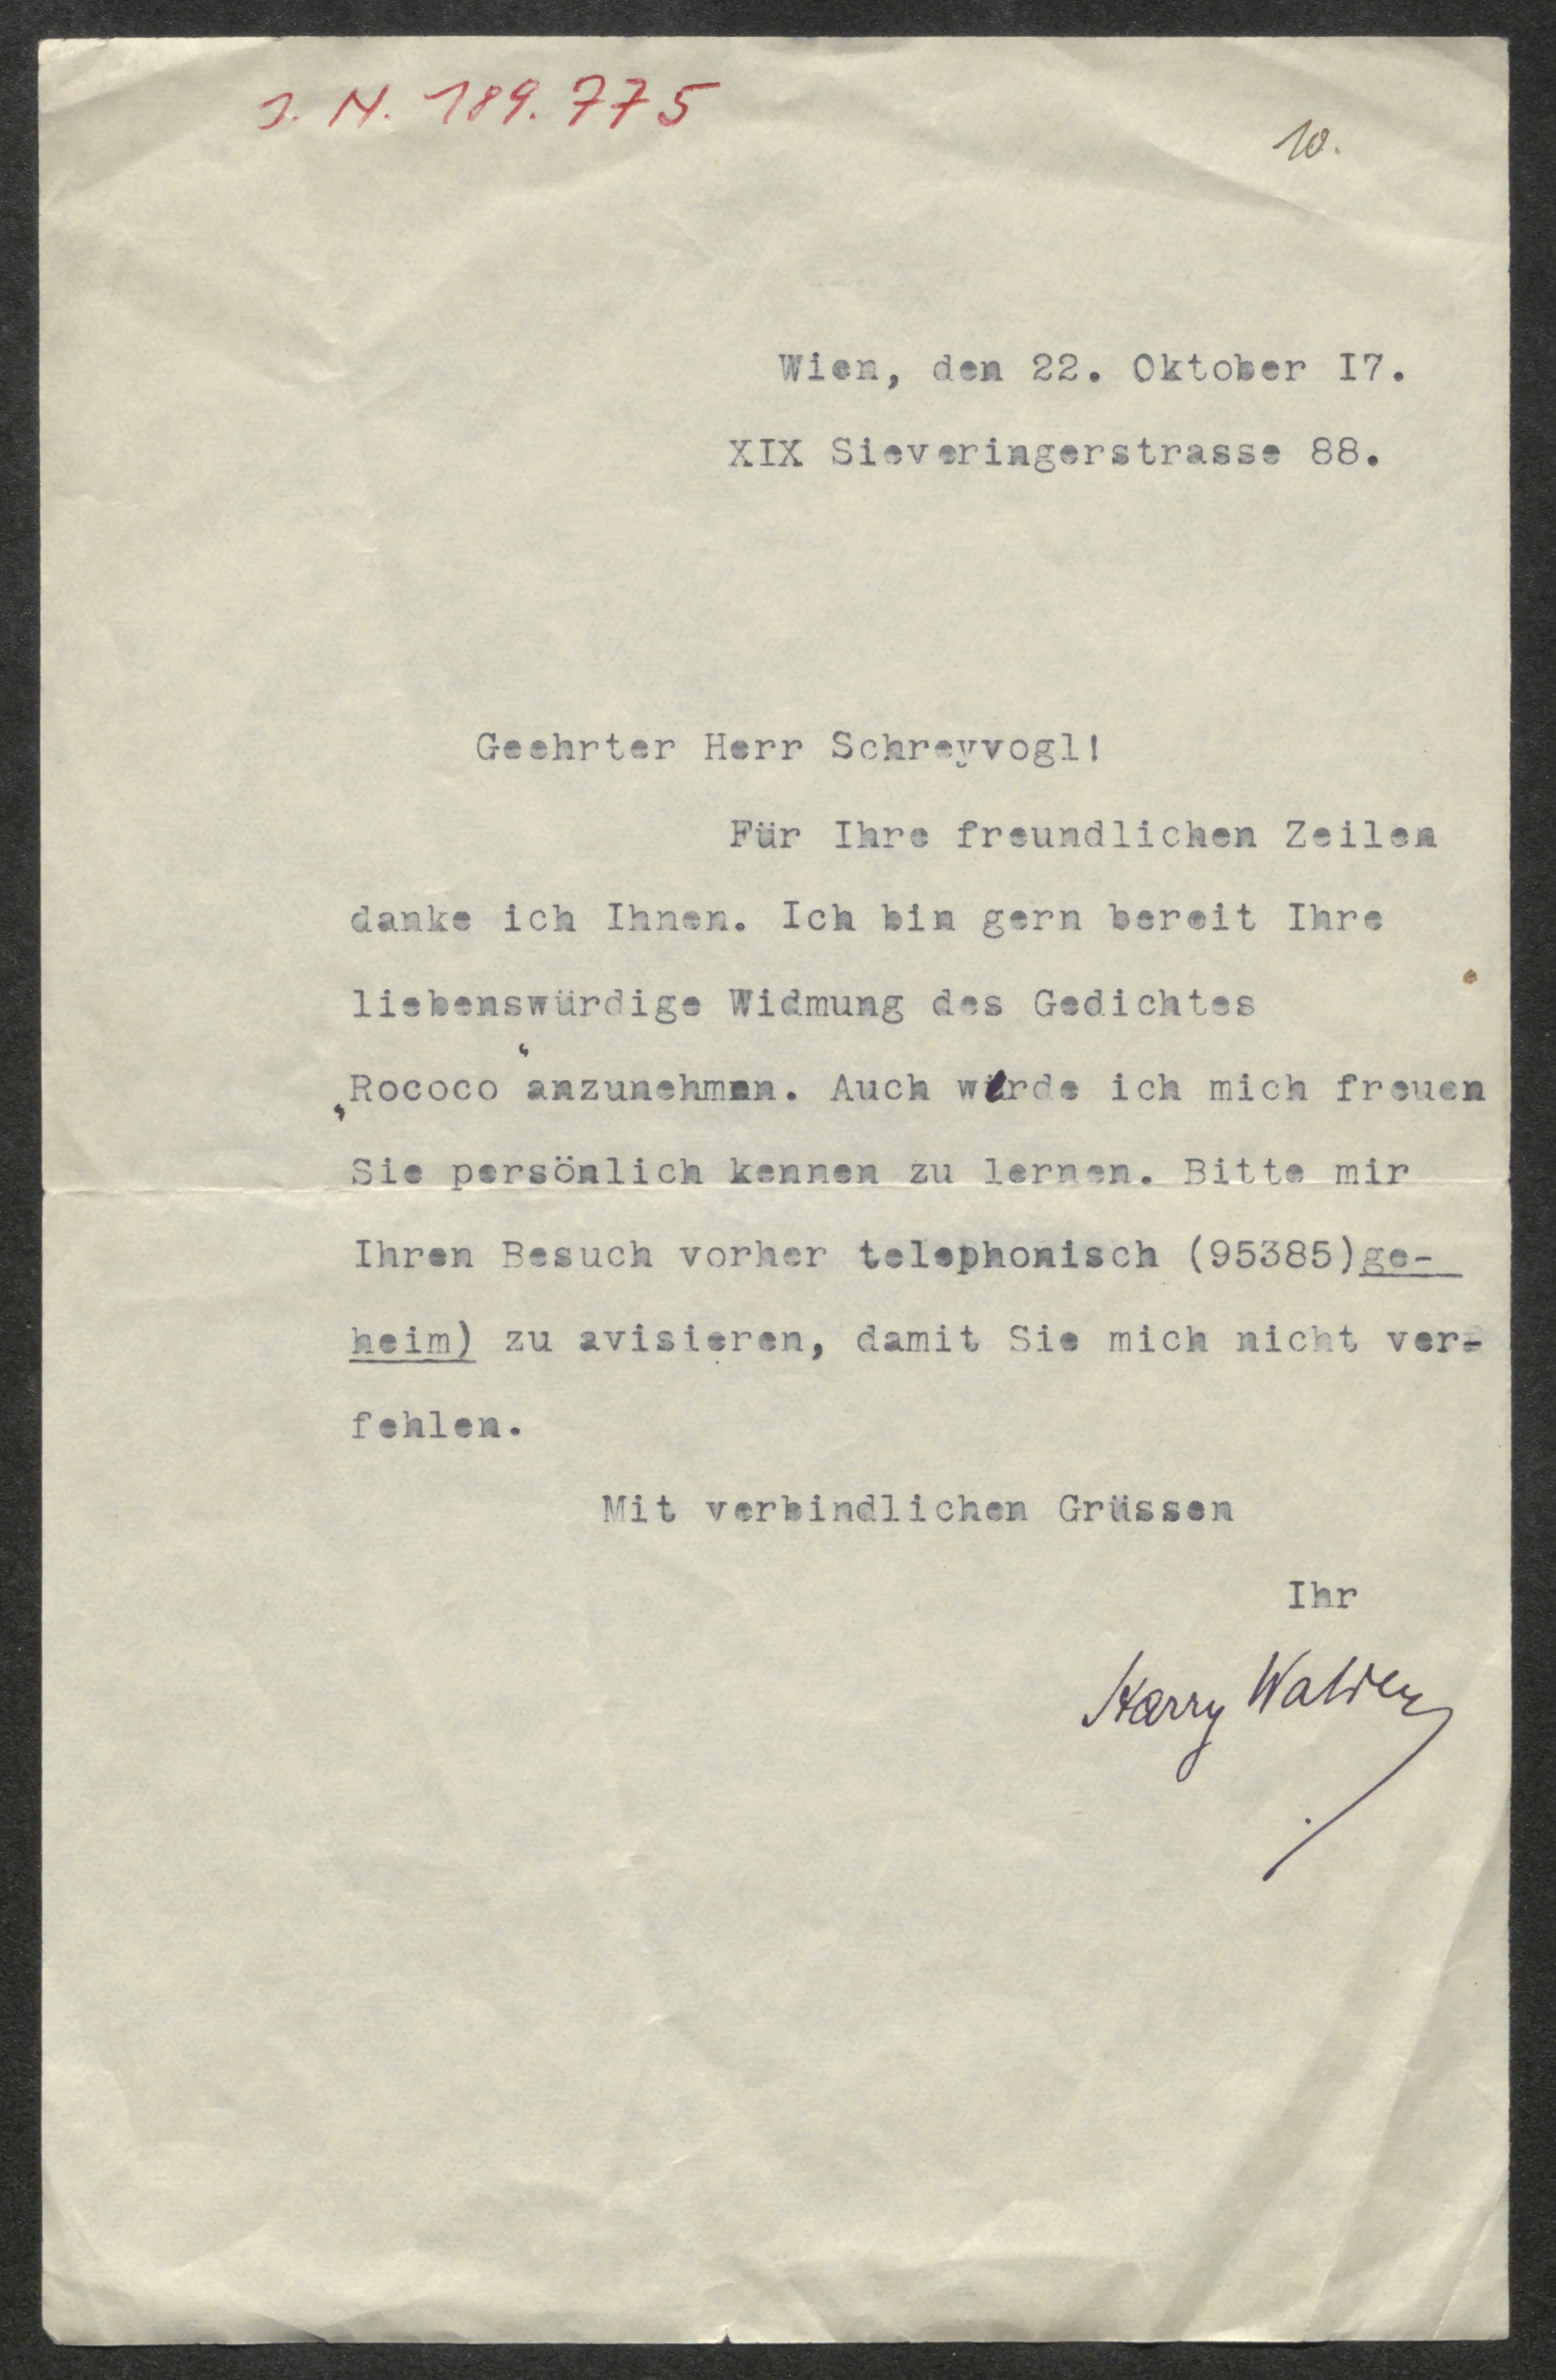 J. N. 189.775
10.
Wien, den 22. Oktober I7.
XIX Sieveringerstrasse 88.
Geehrter Herr Schreyvogl!
Für Ihre freundlichen Zeilen
danke ich Ihnen. Ich bin gern bereit Ihre
liebenswürdige Widmung des Gedichtes
„Rococo“ anzunehmen. Auch würde ich mich freuen
Sie persönlich kennen zu lernen. Bitte mir
Ihren Besuch vorher telephonisch (95385)ge-
heim) zu avisieren, damit Sie mich nicht ver-
fehlen.
Mit verbindlichen Grüssen
Ihr
Harry Walden